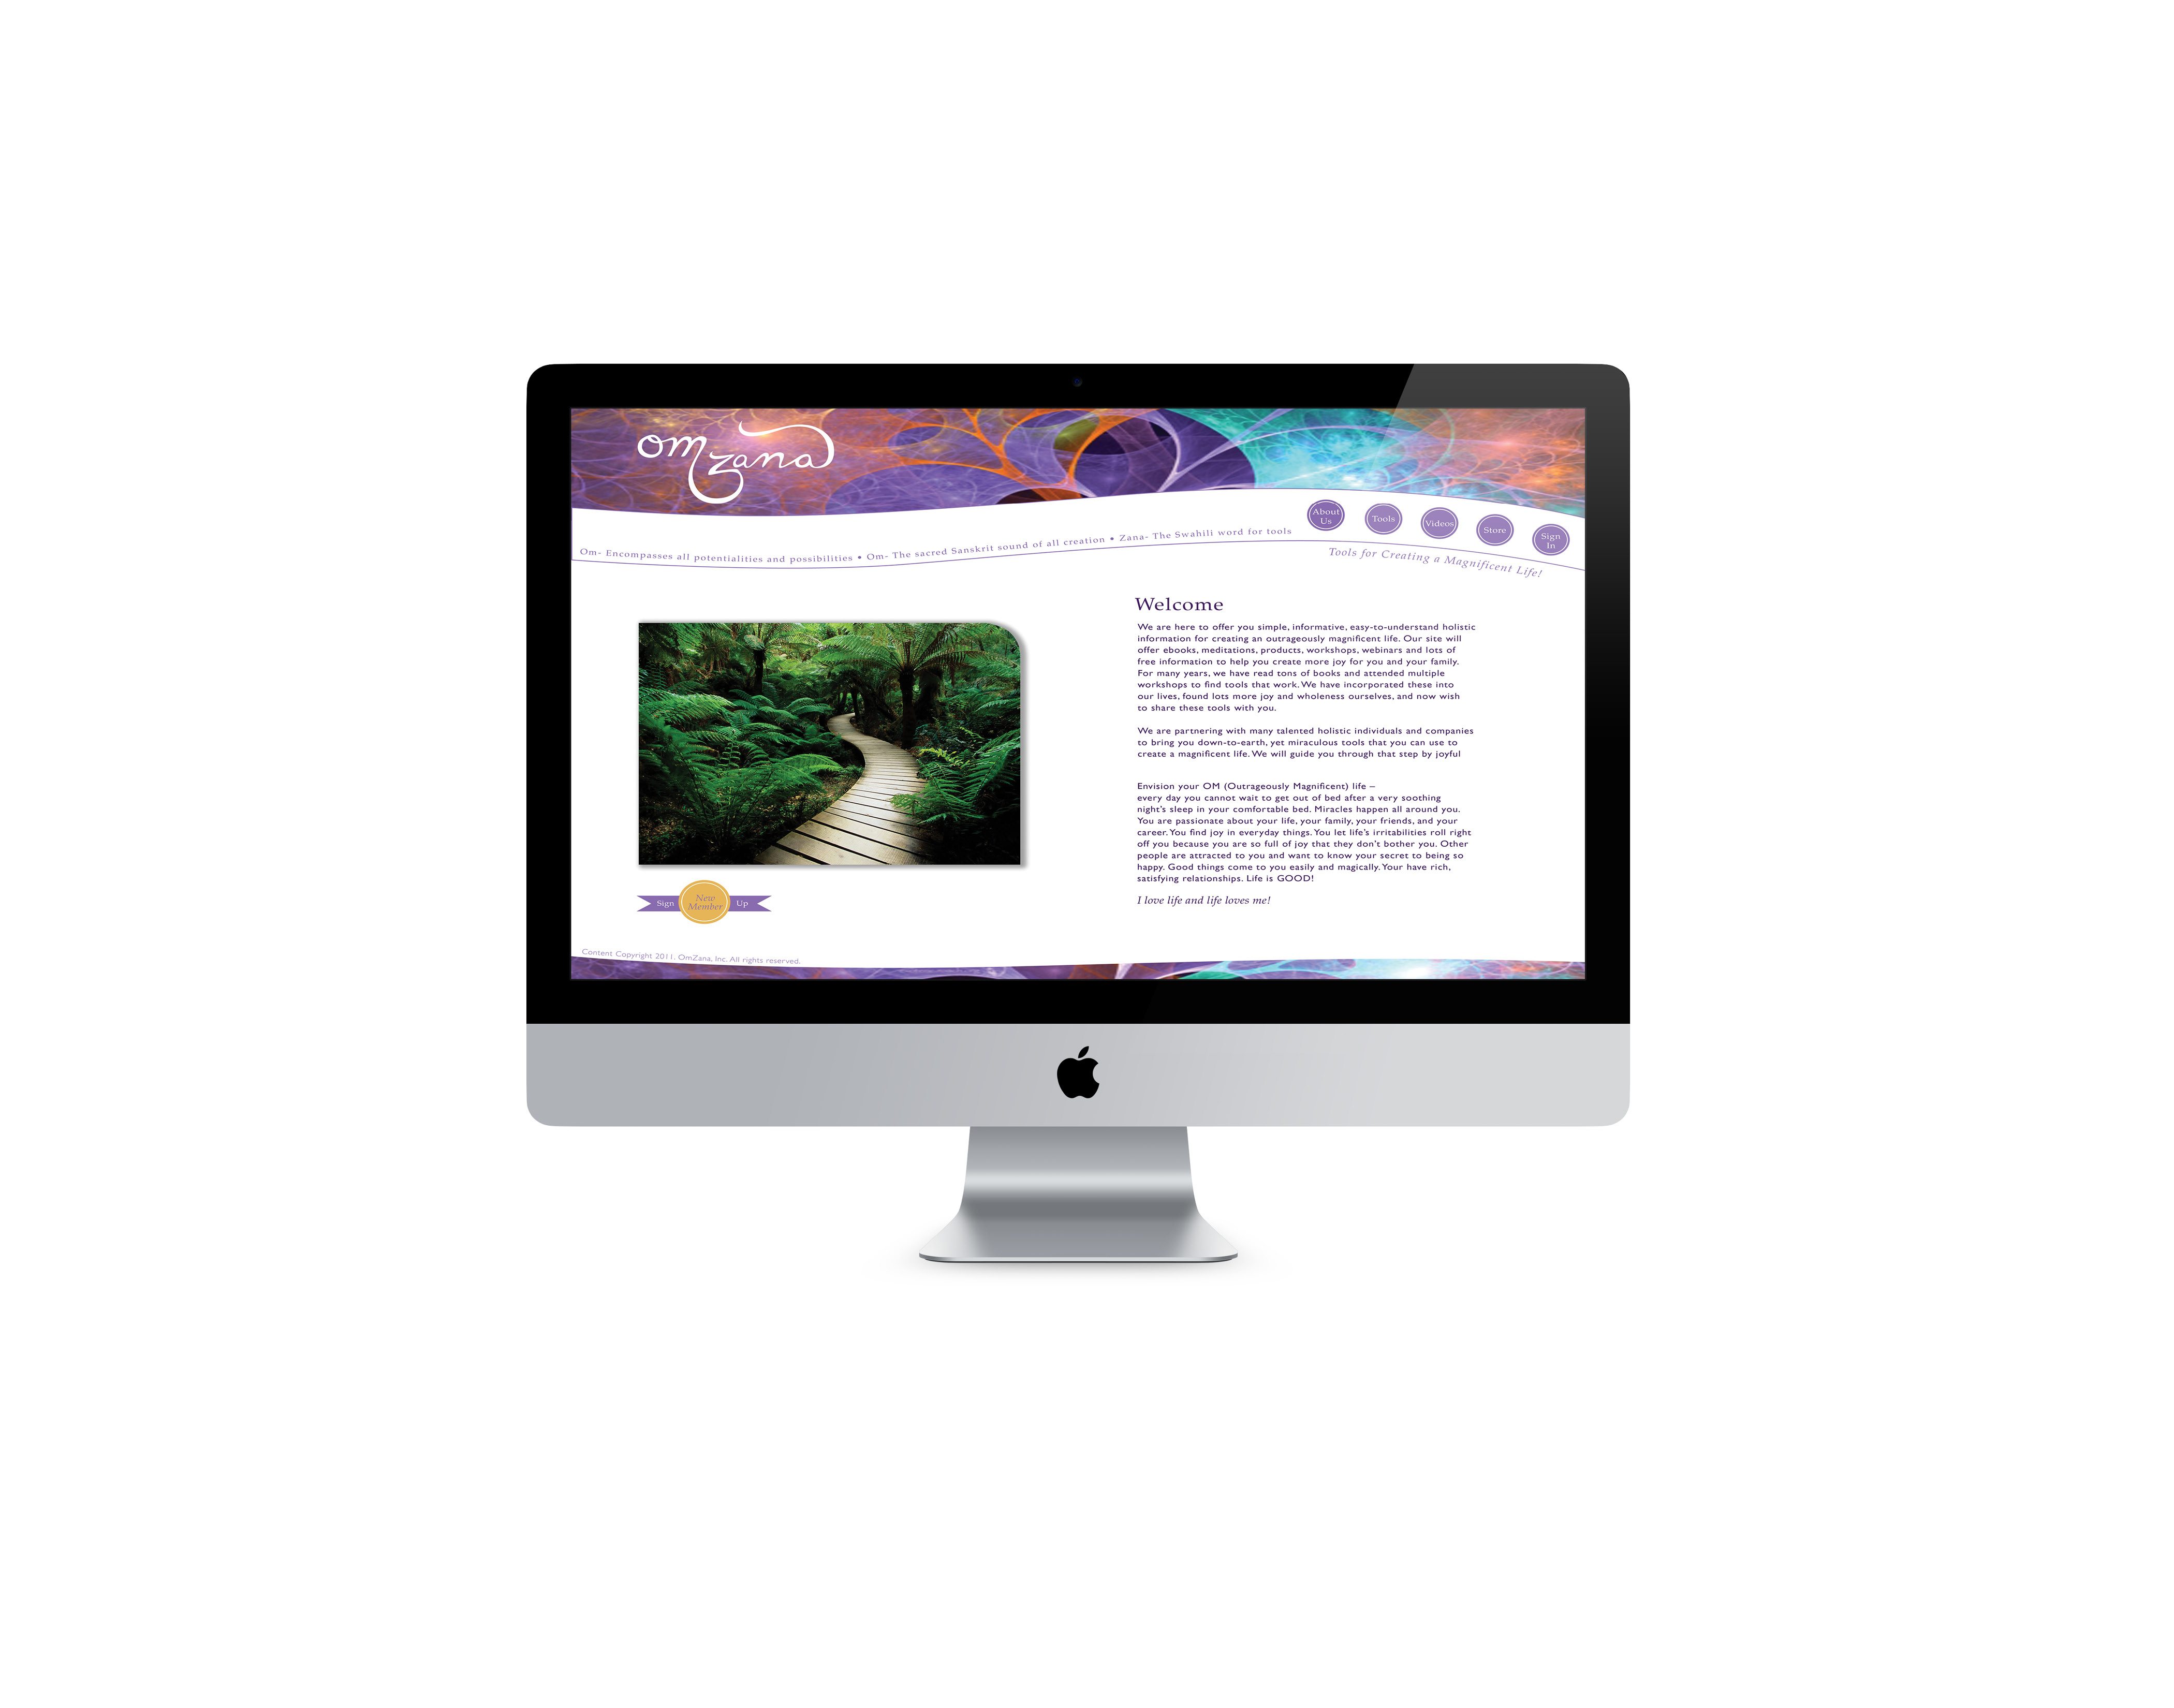 om zana
About Us
Tools
Videos
Store
Sign In
Om- Encompasses all potentialities and possibilities • Om- The sacred Sanskrit sound of all creation • Zana- The Swahili word for tools
Tools for Creating a Magnificent Life!
Welcome
We are here to offer you simple, informative, easy-to-understand holistic
information for creating an outrageously magnificent life. Our site will
offer ebooks, meditations, products, workshops, webinars and lots of
free information to help you create more joy for you and your family.
For many years, we have read tons of books and attended multiple
workshops to find tools that work. We have incorporated these into
our lives, found lots more joy and wholeness ourselves, and now wish
to share these tools with you.
We are partnering with many talented holistic individuals and companies
to bring you down-to-earth, yet miraculous tools that you can use to
create a magnificent life. We will guide you through that step by joyful
Envision your OM (Outrageously Magnificent) life –
every day you cannot wait to get out of bed after a very soothing
night's sleep in your comfortable bed. Miracles happen all around you.
You are passionate about your life, your family, your friends, and your
career. You find joy in everyday things. You let life's irritabilities roll right
off you because you are so full of joy that they don't bother you. Other
people are attracted to you and want to know your secret to being so
happy. Good things come to you easily and magically. Your have rich,
satisfying relationships. Life is GOOD!
I love life and life loves me!
Sign New Member Up
Content Copyright 2011. OmZana, Inc. All rights reserved.